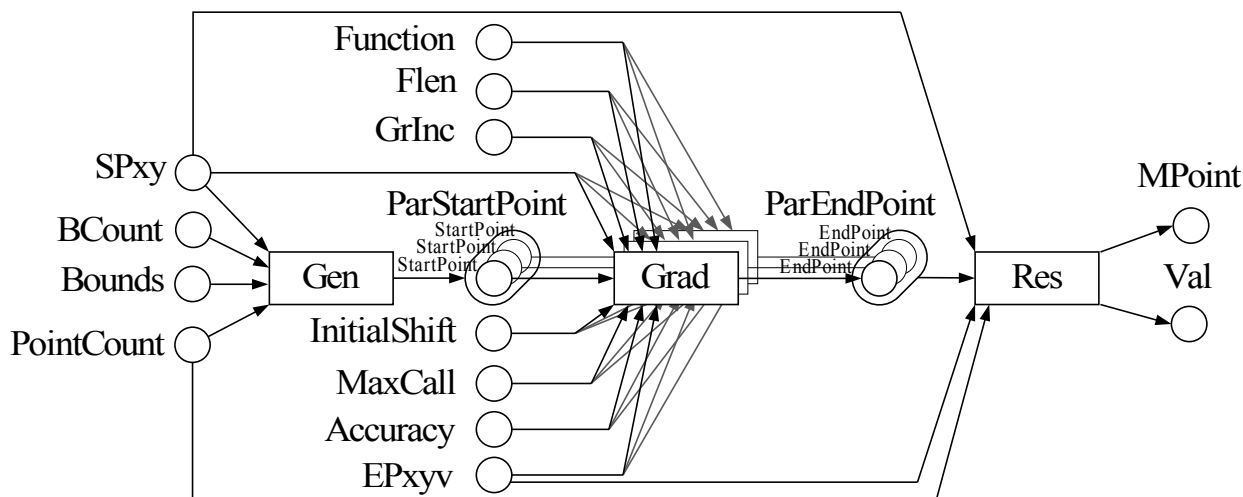 Function
Flen
GrInc
SPxy
MPoint
ParStartPoint
ParEndPoint
BCount
StartPoint
EndPoint
StartPoint
EndPoint
StartPoint
EndPoint
Bounds
Gen
Grad
Res
Val
InitialShift
PointCount
MaxCall
Accuracy
EPxyv